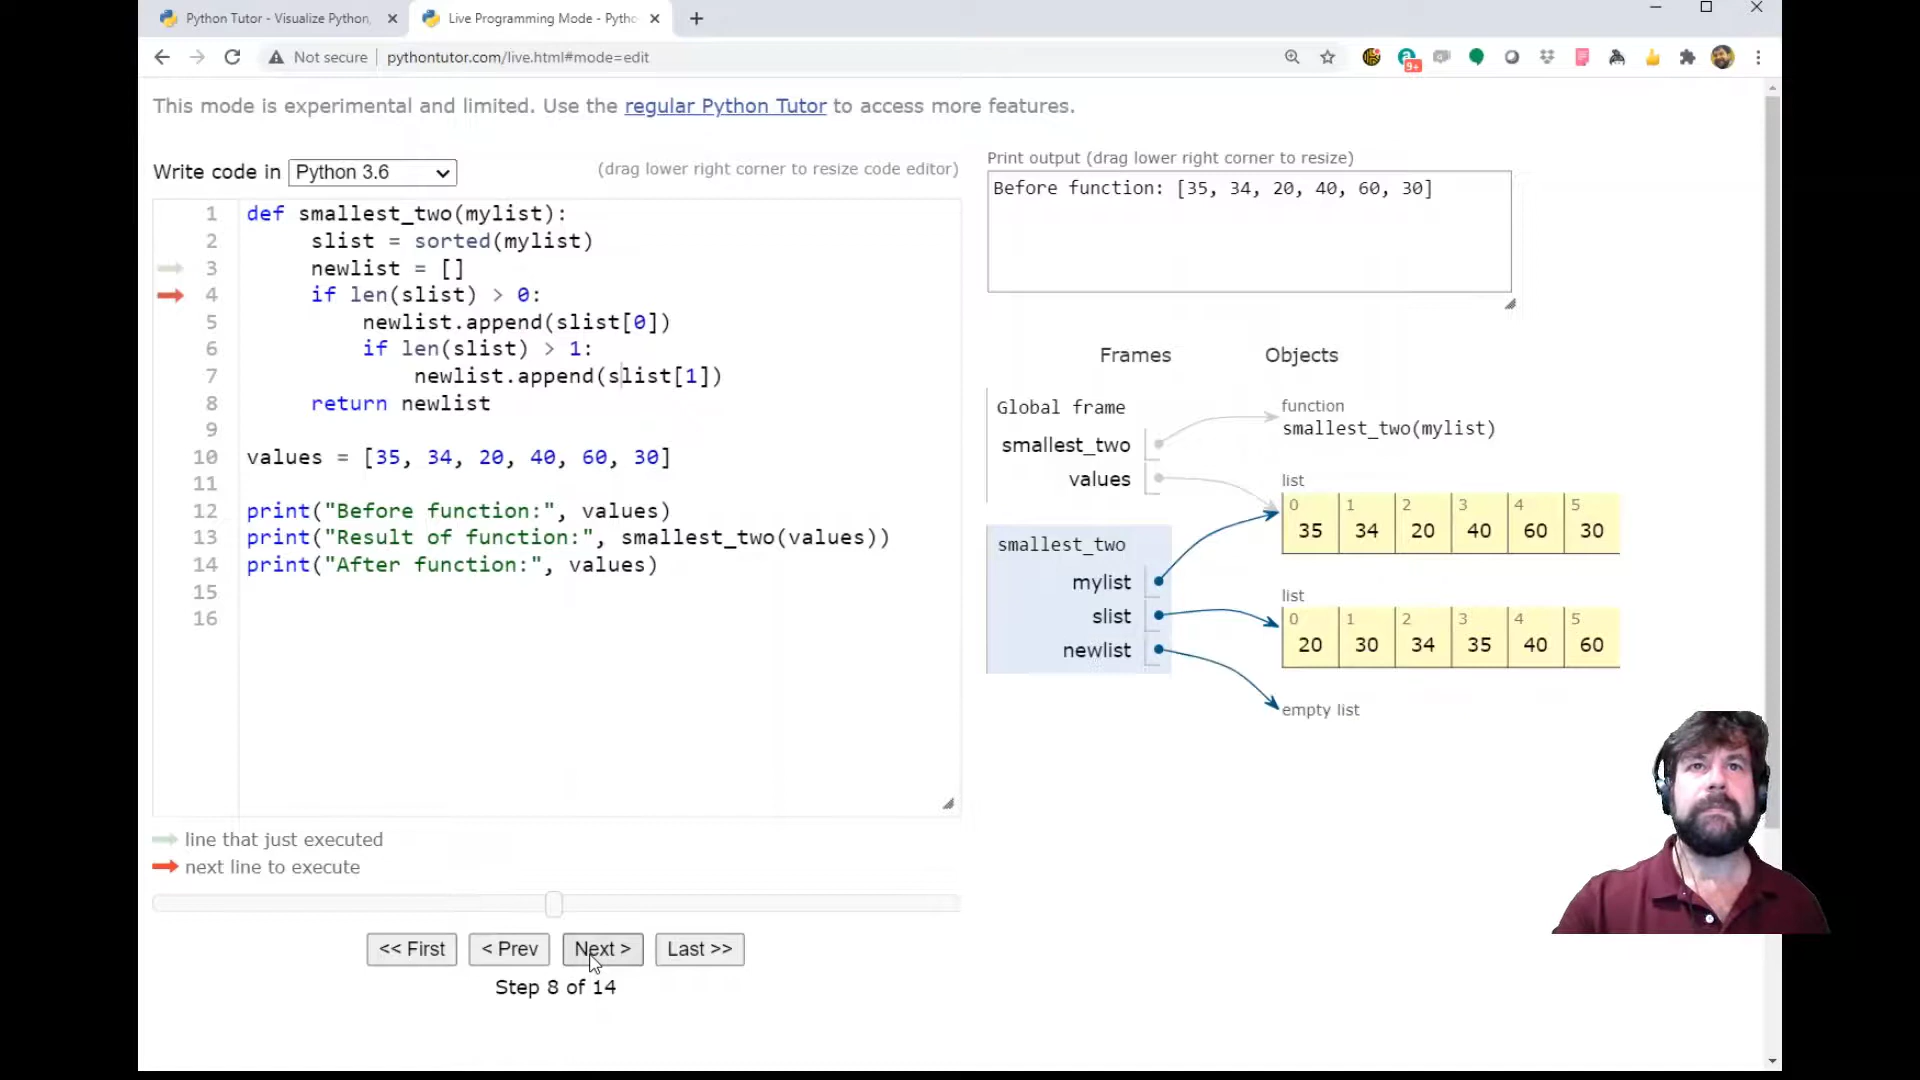 Python Tutor - Visualize Python,
Live Programming Mode - Pytho
Not secure
pythontutor.com/live.html#mode=edit
9+
This mode is experimental and limited. Use the regular Python Tutor to access more features.
Write code in Python 3.6
(drag lower right corner to resize code editor)
1 def smallest_two(mylist):
2 slist = sorted(mylist)
3 newlist = []
4 if len(slist) > 0:
5 newlist.append(slist[0])
6 if len(slist) > 1:
7 newlist.append(slist[1])
8 return newlist
9
10 values = [35, 34, 20, 40, 60, 30]
11
12 print("Before function:", values)
13 print("Result of function:", smallest_two(values))
14 print("After function:", values)
15
16
line that just executed
next line to execute
<< First
< Prev
Next >
Last >>
Step 8 of 14
Print output (drag lower right corner to resize)
Before function: [35, 34, 20, 40, 60, 30]
Frames
Objects
Global frame
smallest_two
values
function
smallest_two(mylist)
list
0 1 2 3 4 5
35 34 20 40 60 30
smallest_two
mylist
slist
newlist
list
0 1 2 3 4 5
20 30 34 35 40 60
empty list